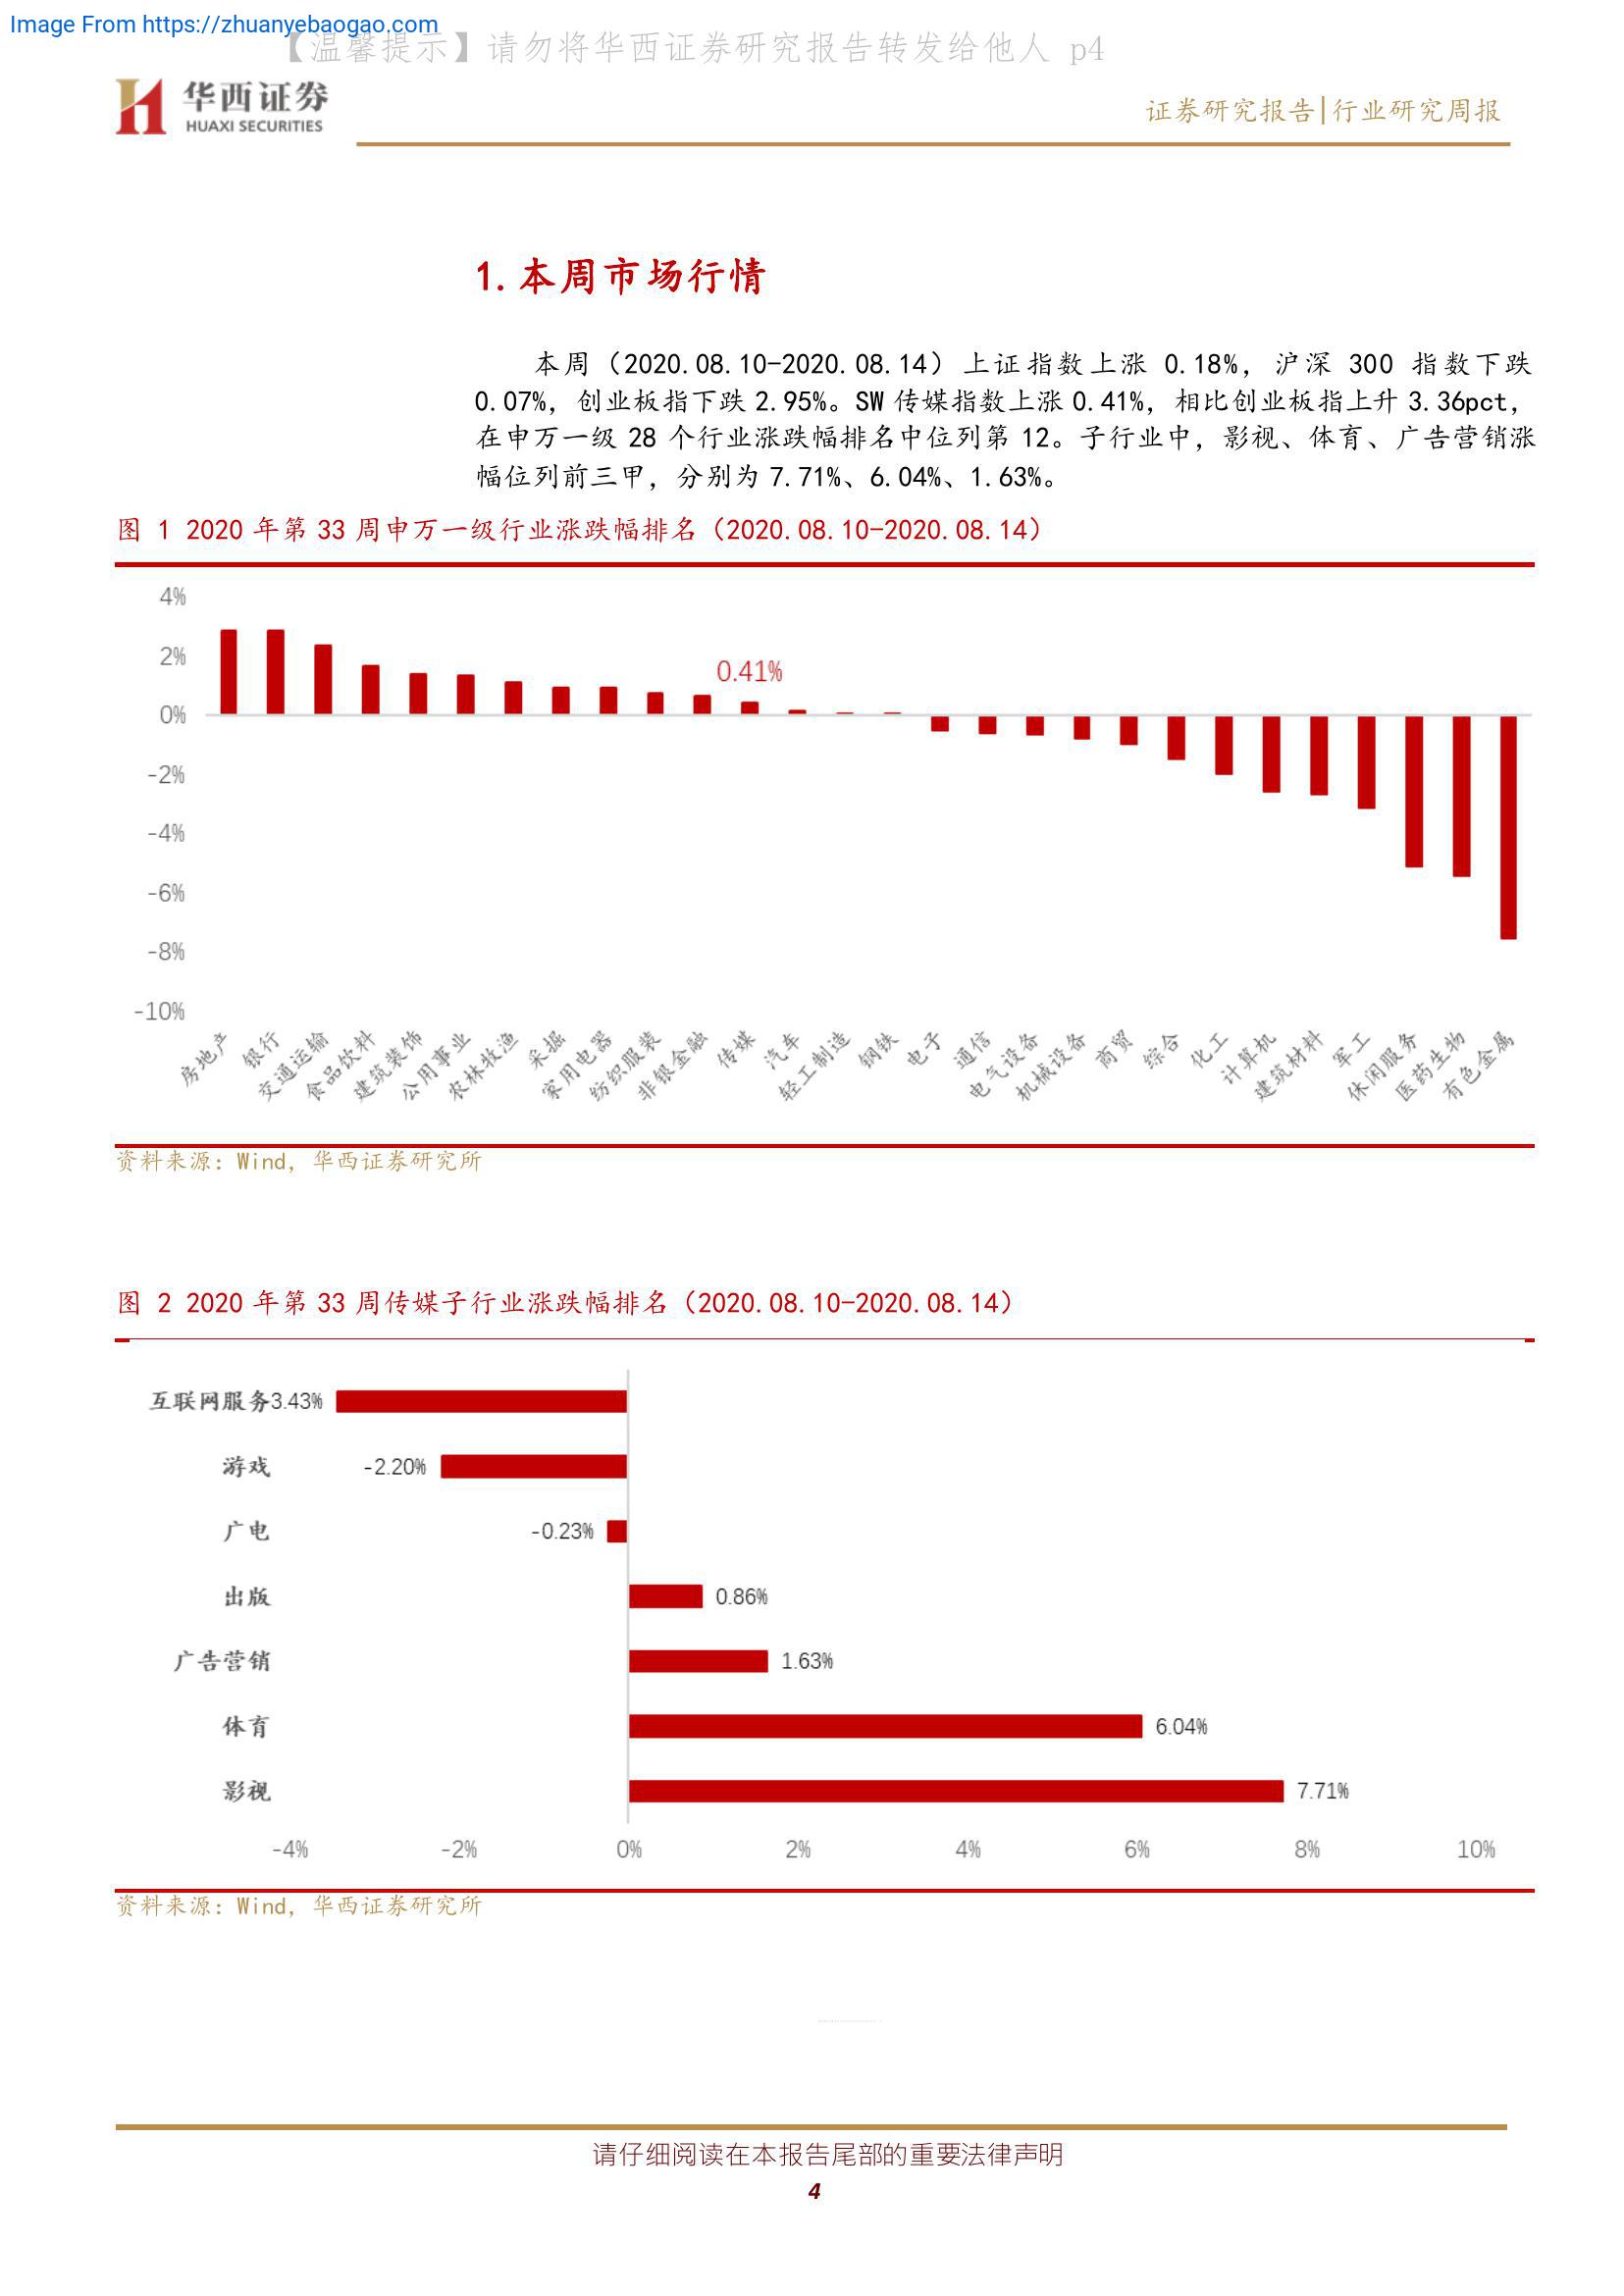 Image From https://zhuanyebaogao.com
【温馨提示】请勿将华西证券研究报告转发给他人 p4
华西证券
HUAXI SECURITIES
证券研究报告|行业研究周报
1.本周市场行情
本周（2020.08.10-2020.08.14）上证指数上涨 0.18%，沪深 300 指数下跌
0.07%，创业板指下跌 2.95%。SW 传媒指数上涨 0.41%，相比创业板指上升 3.36pct，
在申万一级 28 个行业涨跌幅排名中位列第 12。子行业中，影视、体育、广告营销涨
幅位列前三甲，分别为 7.71%、6.04%、1.63%。
图 1 2020 年第 33 周申万一级行业涨跌幅排名（2020.08.10-2020.08.14）
4%
2%
0.41%
0%
-2%
-4%
-6%
-8%
-10%
房地产 银行 交通运输 食品饮料 建筑装饰 公用事业 农林牧渔 采掘 家用电器 纺织服装 非银金融 传媒 汽车 轻工制造 钢铁 电子 通信 电气设备 机械设备 商贸 综合 化工 计算机 建筑材料 军工 休闲服务 医药生物 有色金属
资料来源：Wind，华西证券研究所
图 2 2020 年第 33 周传媒子行业涨跌幅排名（2020.08.10-2020.08.14）
互联网服务3.43%
游戏 -2.20%
广电 -0.23%
出版 0.86%
广告营销 1.63%
体育 6.04%
影视 7.71%
-4% -2% 0% 2% 4% 6% 8% 10%
资料来源：Wind，华西证券研究所
请仔细阅读在本报告尾部的重要法律声明
4